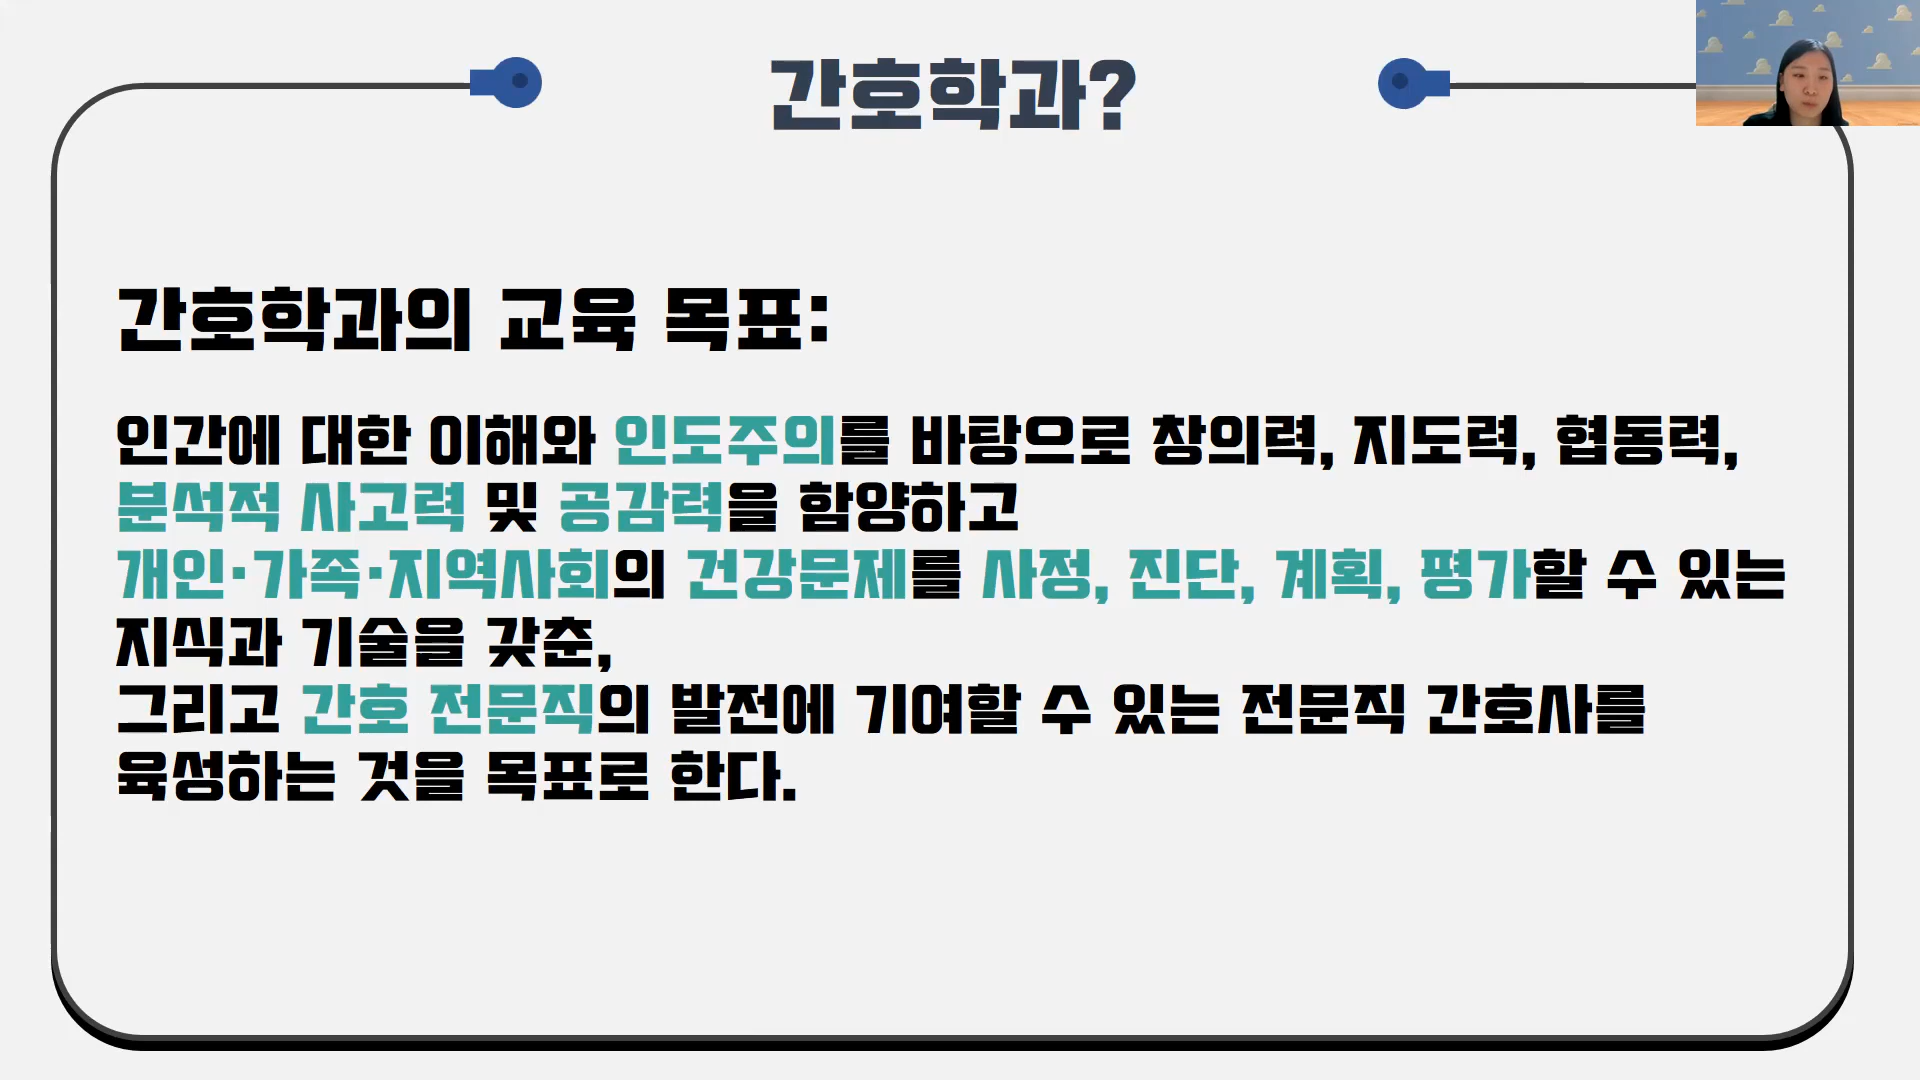 간호학과?
간호학과의 교육 목표:
인간에 대한 이해와 인도주의를 바탕으로 창의력, 지도력, 협동력,
분석적 사고력 및 공감력을 함양하고
개인·가족·지역사회의 건강문제를 사정, 진단, 계획, 평가할 수 있는
지식과 기술을 갖춘,
그리고 간호 전문직의 발전에 기여할 수 있는 전문직 간호사를
육성하는 것을 목표로 한다.